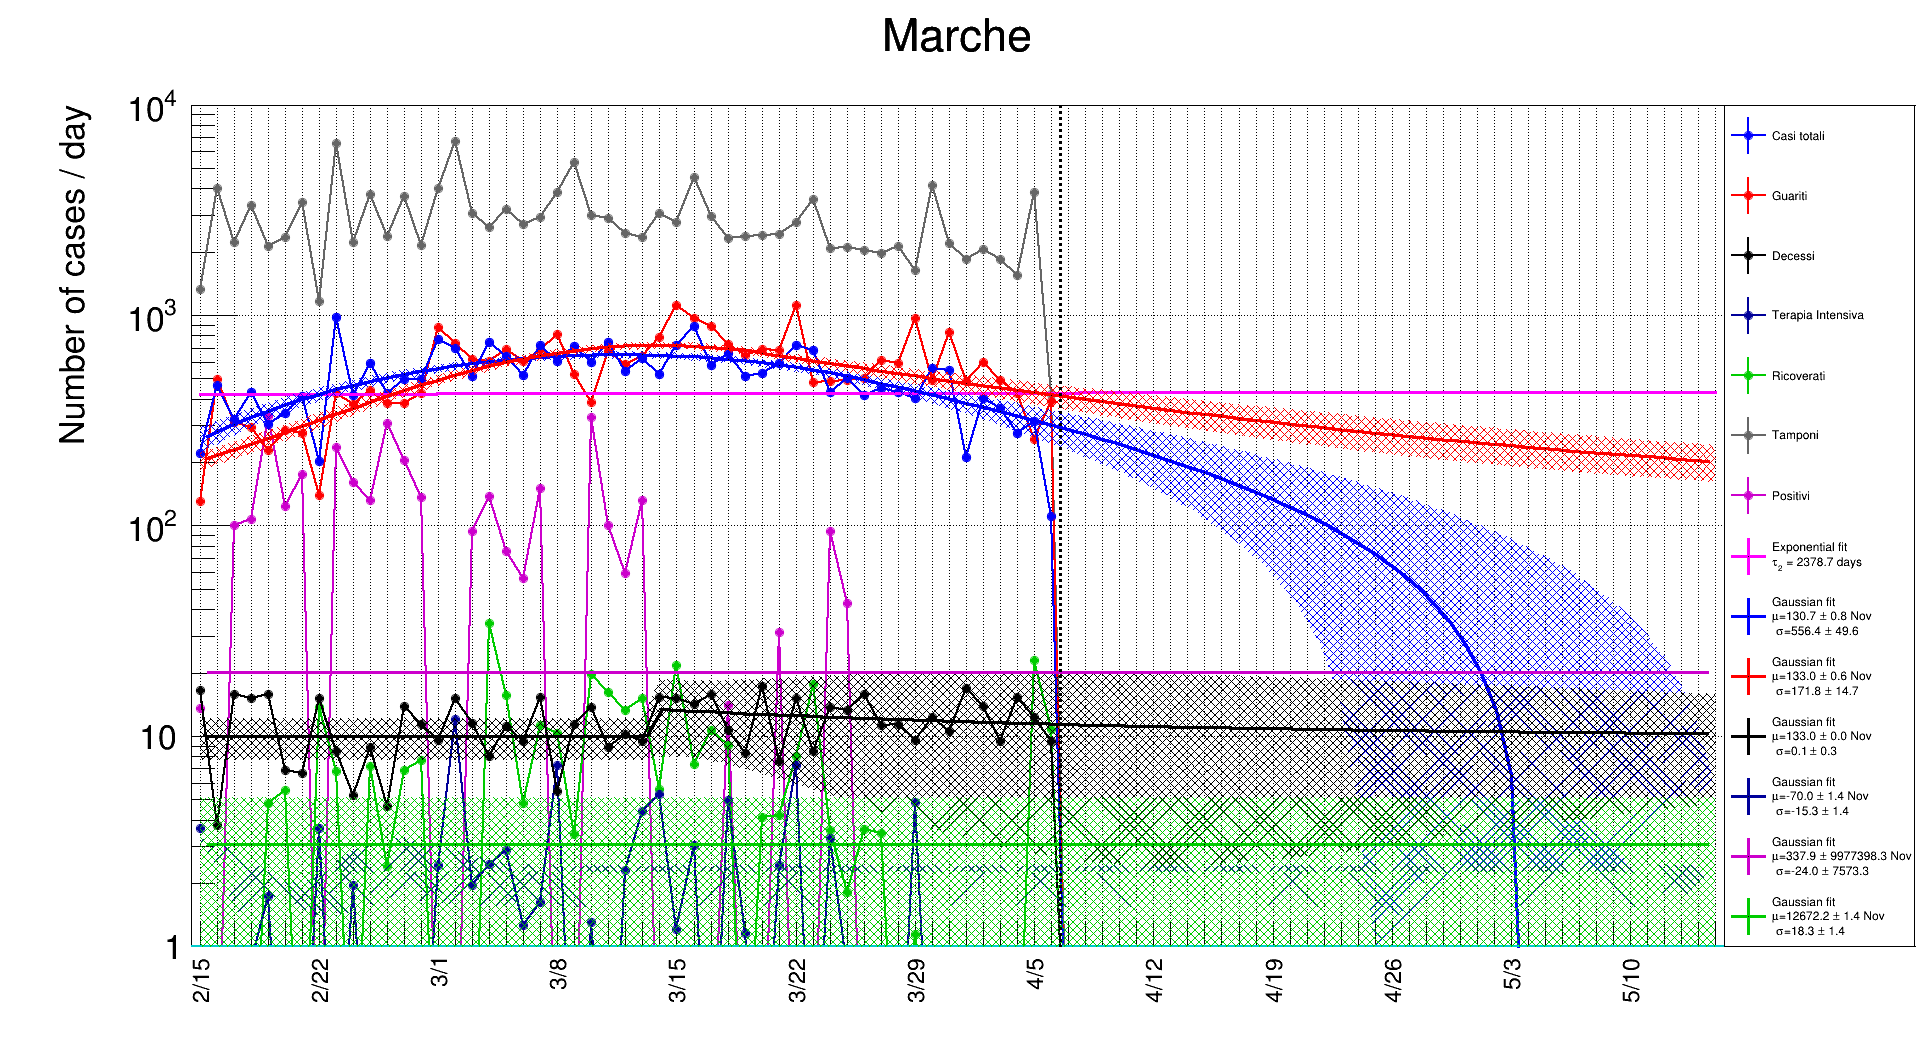 Marche
Number of cases / day
10^4
10^3
10^2
10
1
2/15
2/22
3/1
3/8
3/15
3/22
3/29
4/5
4/12
4/19
4/26
5/3
5/10
Casi totali
Guariti
Decessi
Terapia Intensiva
Ricoverati
Tamponi
Positivi
Exponential fit
τ₂ = 2378.7 days
Gaussian fit
μ=130.7 ± 0.8 Nov
σ=556.4 ± 49.6
Gaussian fit
μ=133.0 ± 0.6 Nov
σ=171.8 ± 14.7
Gaussian fit
μ=133.0 ± 0.0 Nov
σ=0.1 ± 0.3
Gaussian fit
μ=-70.0 ± 1.4 Nov
σ=-15.3 ± 1.4
Gaussian fit
μ=337.9 ± 9977398.3 Nov
σ=-24.0 ± 7573.3
Gaussian fit
μ=12672.2 ± 1.4 Nov
σ=18.3 ± 1.4